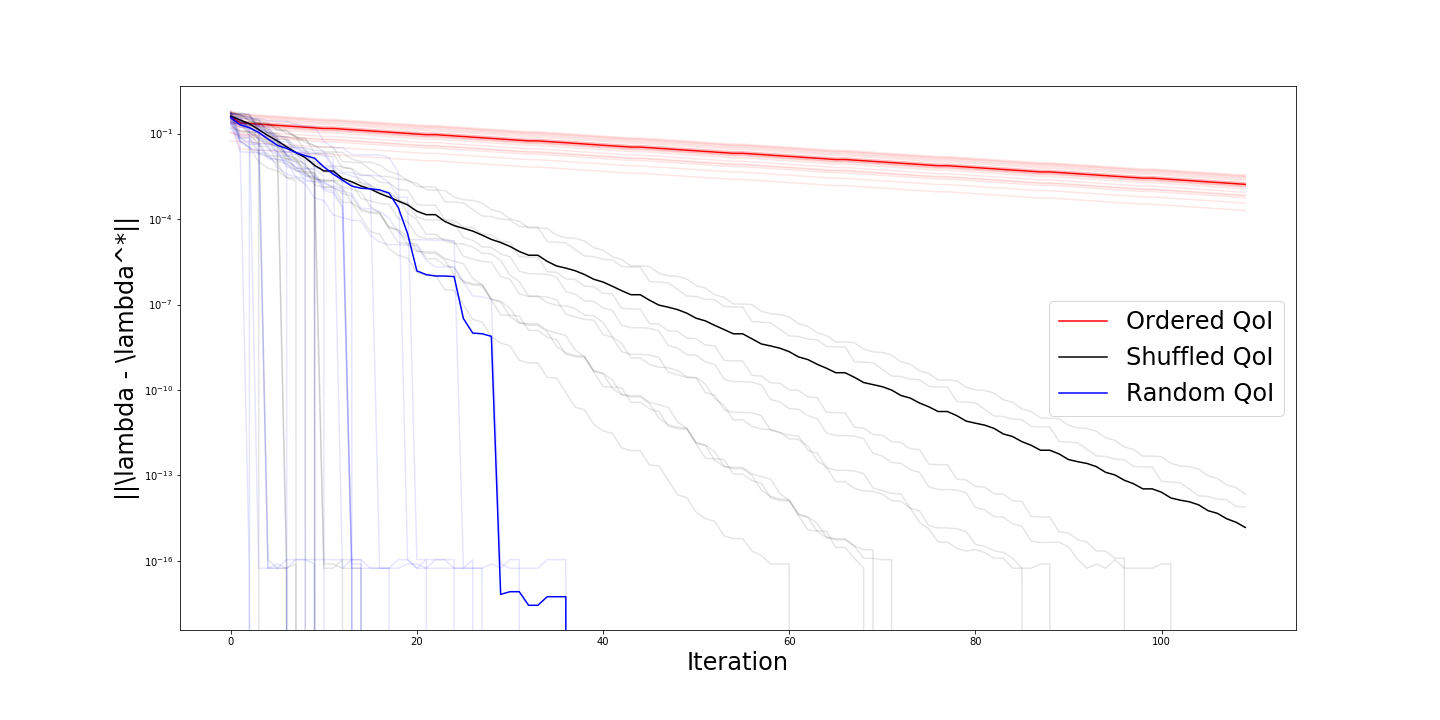 ||\lambda - \lambda^*||
10⁻¹
10⁻⁴
10⁻⁷
10⁻¹⁰
10⁻¹³
10⁻¹⁶
Ordered QoI
Shuffled QoI
Random QoI
0 20 40 60 80 100
Iteration